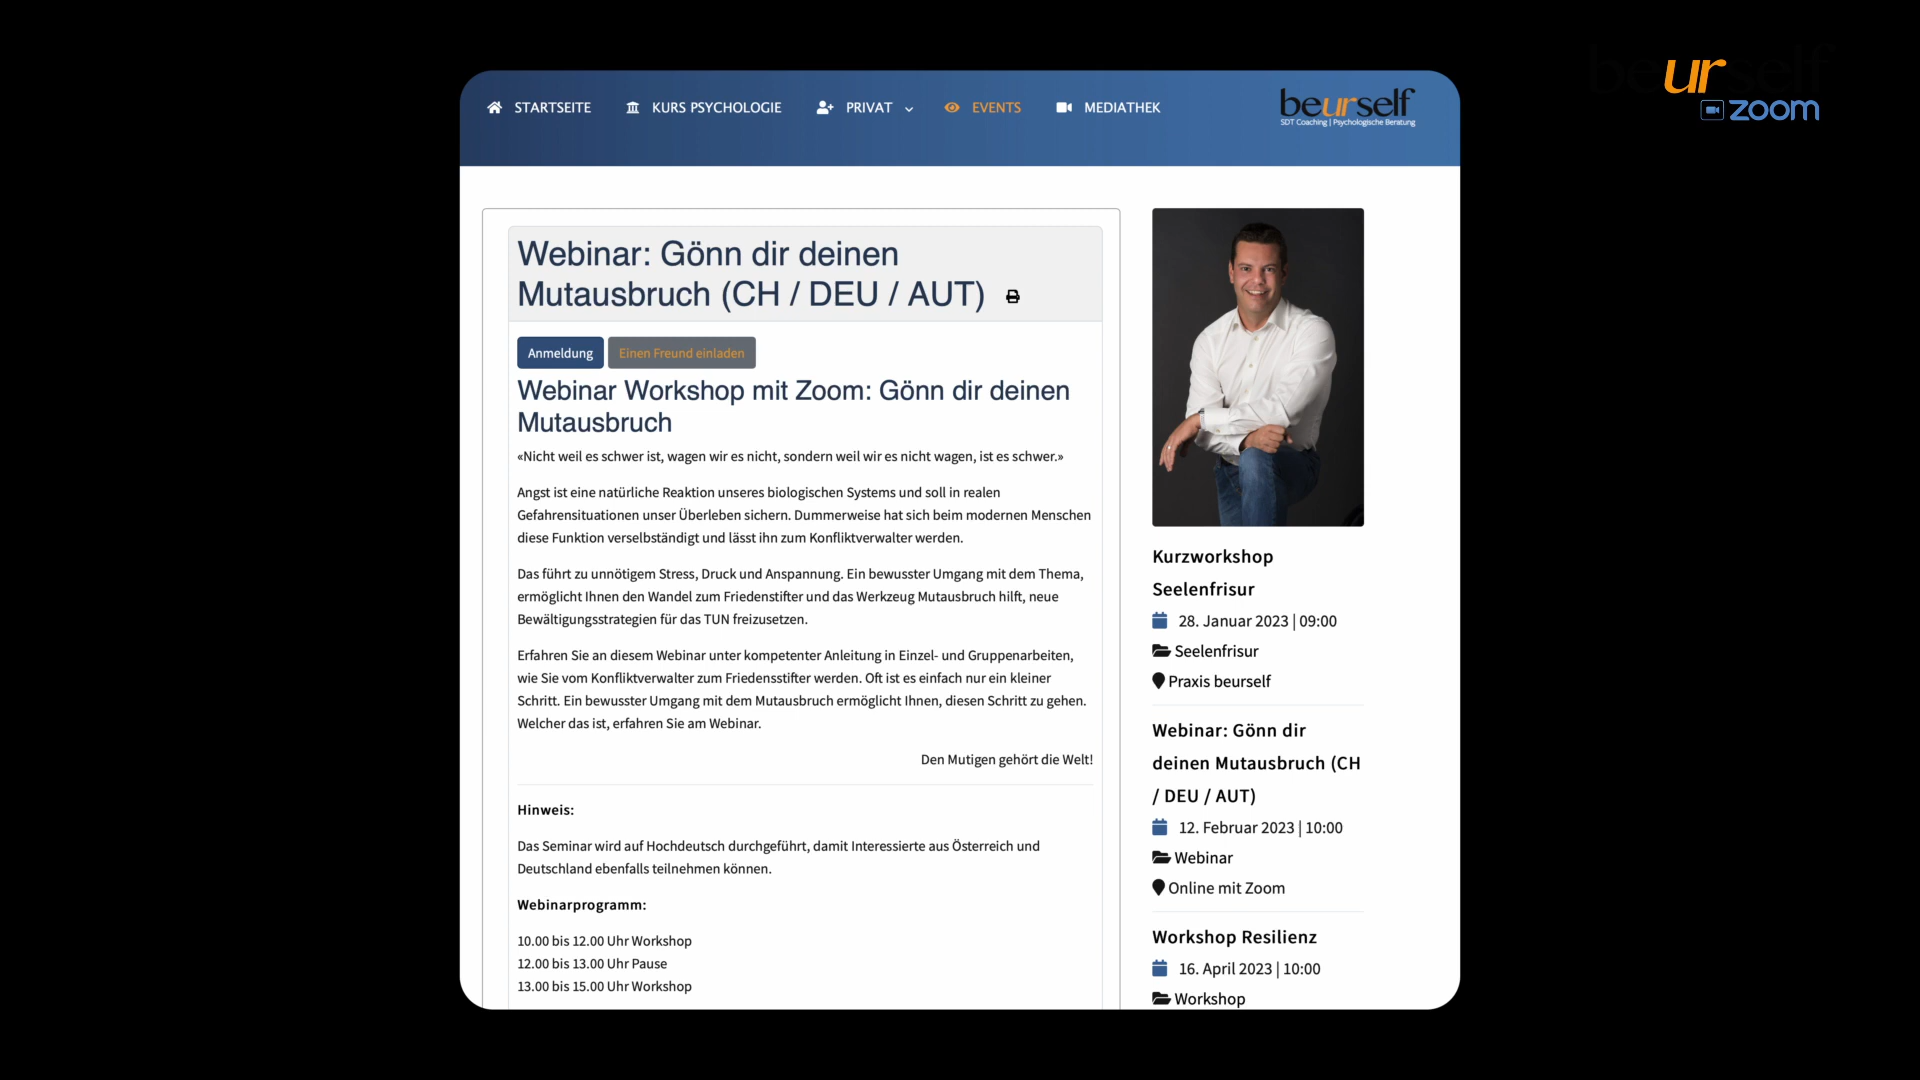 beurself
zoom
STARTSEITE
KURS PSYCHOLOGIE
PRIVAT
EVENTS
MEDIATHEK
beurself
SDT Coaching | Psychologische Beratung
Webinar: Gönn dir deinen
Mutausbruch (CH / DEU / AUT)
Anmeldung
Einen Freund einladen
Webinar Workshop mit Zoom: Gönn dir deinen
Mutausbruch
«Nicht weil es schwer ist, wagen wir es nicht, sondern weil wir es nicht wagen, ist es schwer.»
Angst ist eine natürliche Reaktion unseres biologischen Systems und soll in realen
Gefahrensituationen unser Überleben sichern. Dummerweise hat sich beim modernen Menschen
diese Funktion verselbständigt und lässt ihn zum Konfliktverwalter werden.
Das führt zu unnötigem Stress, Druck und Anspannung. Ein bewusster Umgang mit dem Thema,
ermöglicht Ihnen den Wandel zum Friedenstifter und das Werkzeug Mutausbruch hilft, neue
Bewältigungsstrategien für das TUN freizusetzen.
Erfahren Sie an diesem Webinar unter kompetenter Anleitung in Einzel- und Gruppenarbeiten,
wie Sie vom Konfliktverwalter zum Friedensstifter werden. Oft ist es einfach nur ein kleiner
Schritt. Ein bewusster Umgang mit dem Mutausbruch ermöglicht Ihnen, diesen Schritt zu gehen.
Welcher das ist, erfahren Sie am Webinar.
Den Mutigen gehört die Welt!
Hinweis:
Das Seminar wird auf Hochdeutsch durchgeführt, damit Interessierte aus Österreich und
Deutschland ebenfalls teilnehmen können.
Webinarprogramm:
10.00 bis 12.00 Uhr Workshop
12.00 bis 13.00 Uhr Pause
13.00 bis 15.00 Uhr Workshop
Kurzworkshop
Seelenfrisur
28. Januar 2023 | 09:00
Seelenfrisur
Praxis beurself
Webinar: Gönn dir
deinen Mutausbruch (CH
/ DEU / AUT)
12. Februar 2023 | 10:00
Webinar
Online mit Zoom
Workshop Resilienz
16. April 2023 | 10:00
Workshop